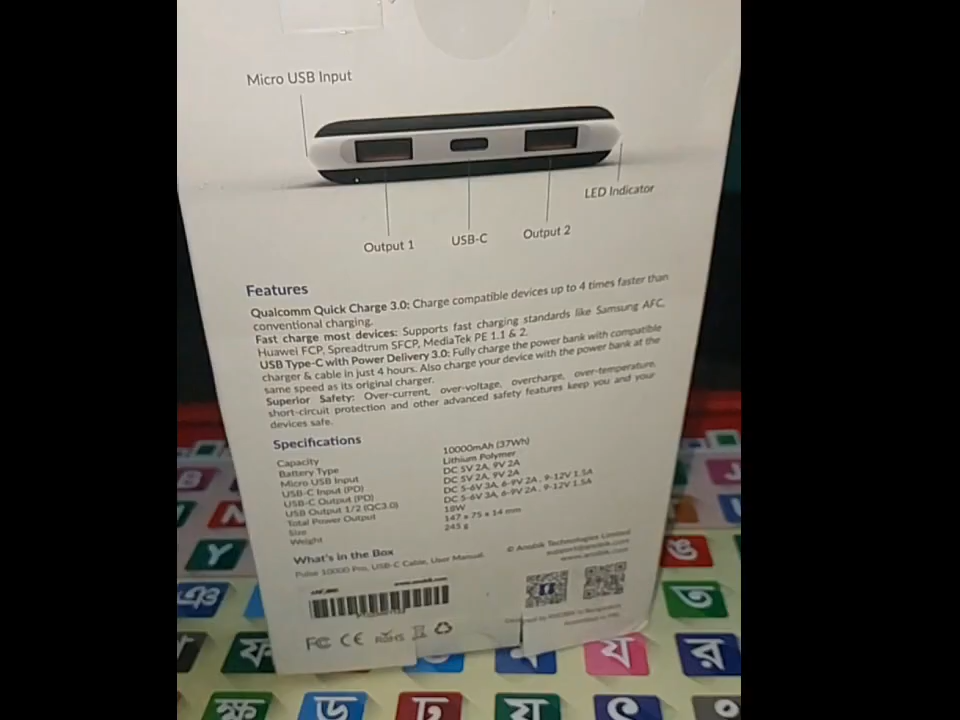 Micro USB Input
LED Indicator
Output 1
USB-C
Output 2
Features
Qualcomm Quick Charge 3.0: Charge compatible devices up to 4 times faster than
conventional charging.
Fast charge most devices: Supports fast charging standards like Samsung AFC,
Huawei FCP, Spreadtrum SFCP, MediaTek PE 1.1 & 2.
USB Type-C with Power Delivery 3.0: Fully charge the power bank with compatible
charger & cable in just 4 hours. Also charge your device with the power bank at the
same speed as its original charger.
Superior Safety: Over-current, over-voltage, overcharge, over-temperature,
short-circuit protection and other advanced safety features keep you and your
devices safe.
Specifications
Capacity 10000mAh (37Wh)
Battery Type Lithium Polymer
Micro USB Input DC 5V 2A, 9V 2A
USB-C Input (PD) DC 5V 2A, 9V 2A
USB-C Output (PD) DC 5-6V 3A, 6-9V 2A, 9-12V 1.5A
USB Output 1/2 (QC3.0) DC 5-6V 3A, 6-9V 2A, 9-12V 1.5A
Total Power Output 18W
Size 147 x 75 x 14 mm
Weight 243 g
What's in the Box
Pulse 10000 Pro, USB-C Cable, User Manual
© Technologies Limited
FC CE RoHS
N
Y
J
ঙ
এ
ত
ফ
য
র
ক্ষ
ড
ঢ
য়
ৎ